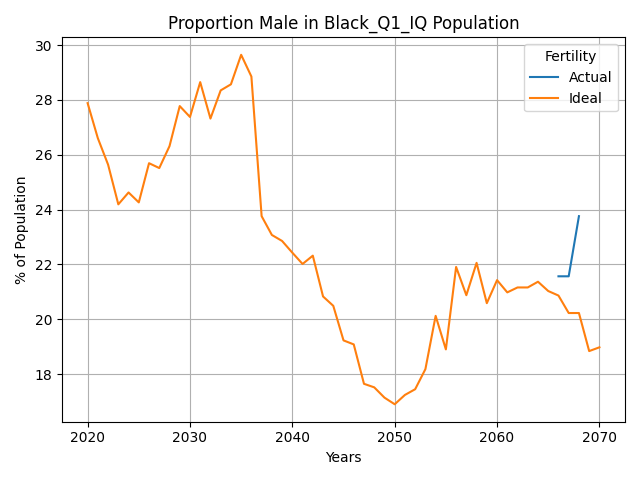 Proportion Male in Black_Q1_IQ Population
30
28
26
24
22
20
18
% of Population
Fertility
Actual
Ideal
2020 2030 2040 2050 2060 2070
Years